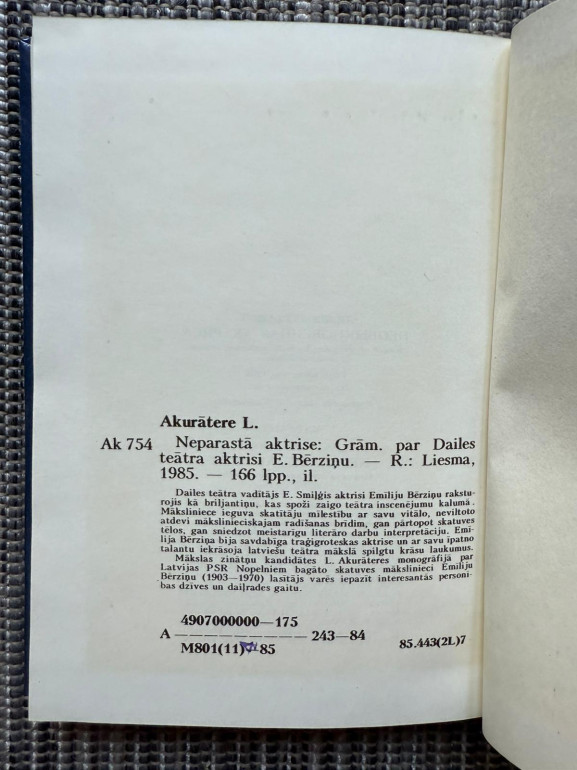 Akurātere L.
Ak 754 Neparastā aktrise: Grām. par Dailes
teātra aktrisi E. Bērziņu. — R.: Liesma,
1985. — 166 lpp., il.
Dailes teātra vadītājs E. Smiļģis aktrisi Emīliju Bērziņu rakstu-
rojis kā briljantiņu, kas spoži zaigo teātra inscenējumu kalumā.
Māksliniece ieguva skatītāju mīlestību ar savu vitālo, neviltoto
atdevi mākslinieciskajam radīšanas brīdim, gan pārtopot skatuves
tēlos, gan sniedzot meistarīgu literāro darbu interpretāciju. Emī-
lija Bērziņa bija savdabīga traģigroteskas aktrise un ar savu īpatno
talantu iekrāsoja latviešu teātra mākslā spilgtu krāsu laukumus.
Mākslas zinātņu kandidātes L. Akurāteres monogrāfijā par
Latvijas PSR Nopelniem bagāto skatuves mākslinieci Emīliju
Bērziņu (1903—1970) lasītājs varēs iepazīt interesantās personī-
bas dzīves un daiļrades gaitu.
4907000000—175
A ————————— 243—84
M801(11) 85
85.443(2L)7